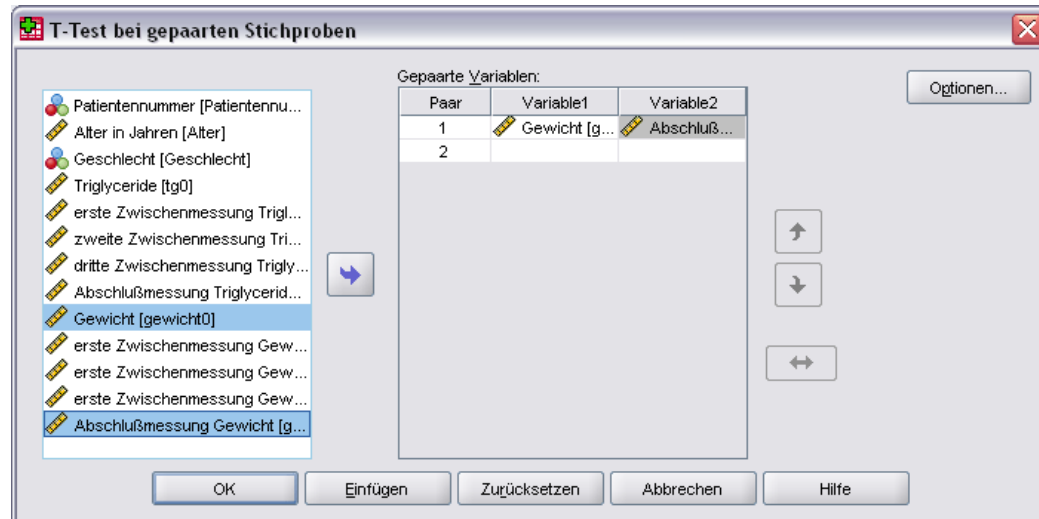 T-Test bei gepaarten Stichproben
Patientennummer [Patientennu...
Alter in Jahren [Alter]
Geschlecht [Geschlecht]
Triglyceride [tg0]
erste Zwischenmessung Trigl...
zweite Zwischenmessung Tri...
dritte Zwischenmessung Trigly...
Abschlußmessung Triglycerid...
Gewicht [gewicht0]
erste Zwischenmessung Gew...
erste Zwischenmessung Gew...
erste Zwischenmessung Gew...
Abschlußmessung Gewicht [g...
Gepaarte Variablen:
Paar Variable1 Variable2
1 Gewicht [g... Abschluß...
2
Optionen...
OK Einfügen Zurücksetzen Abbrechen Hilfe